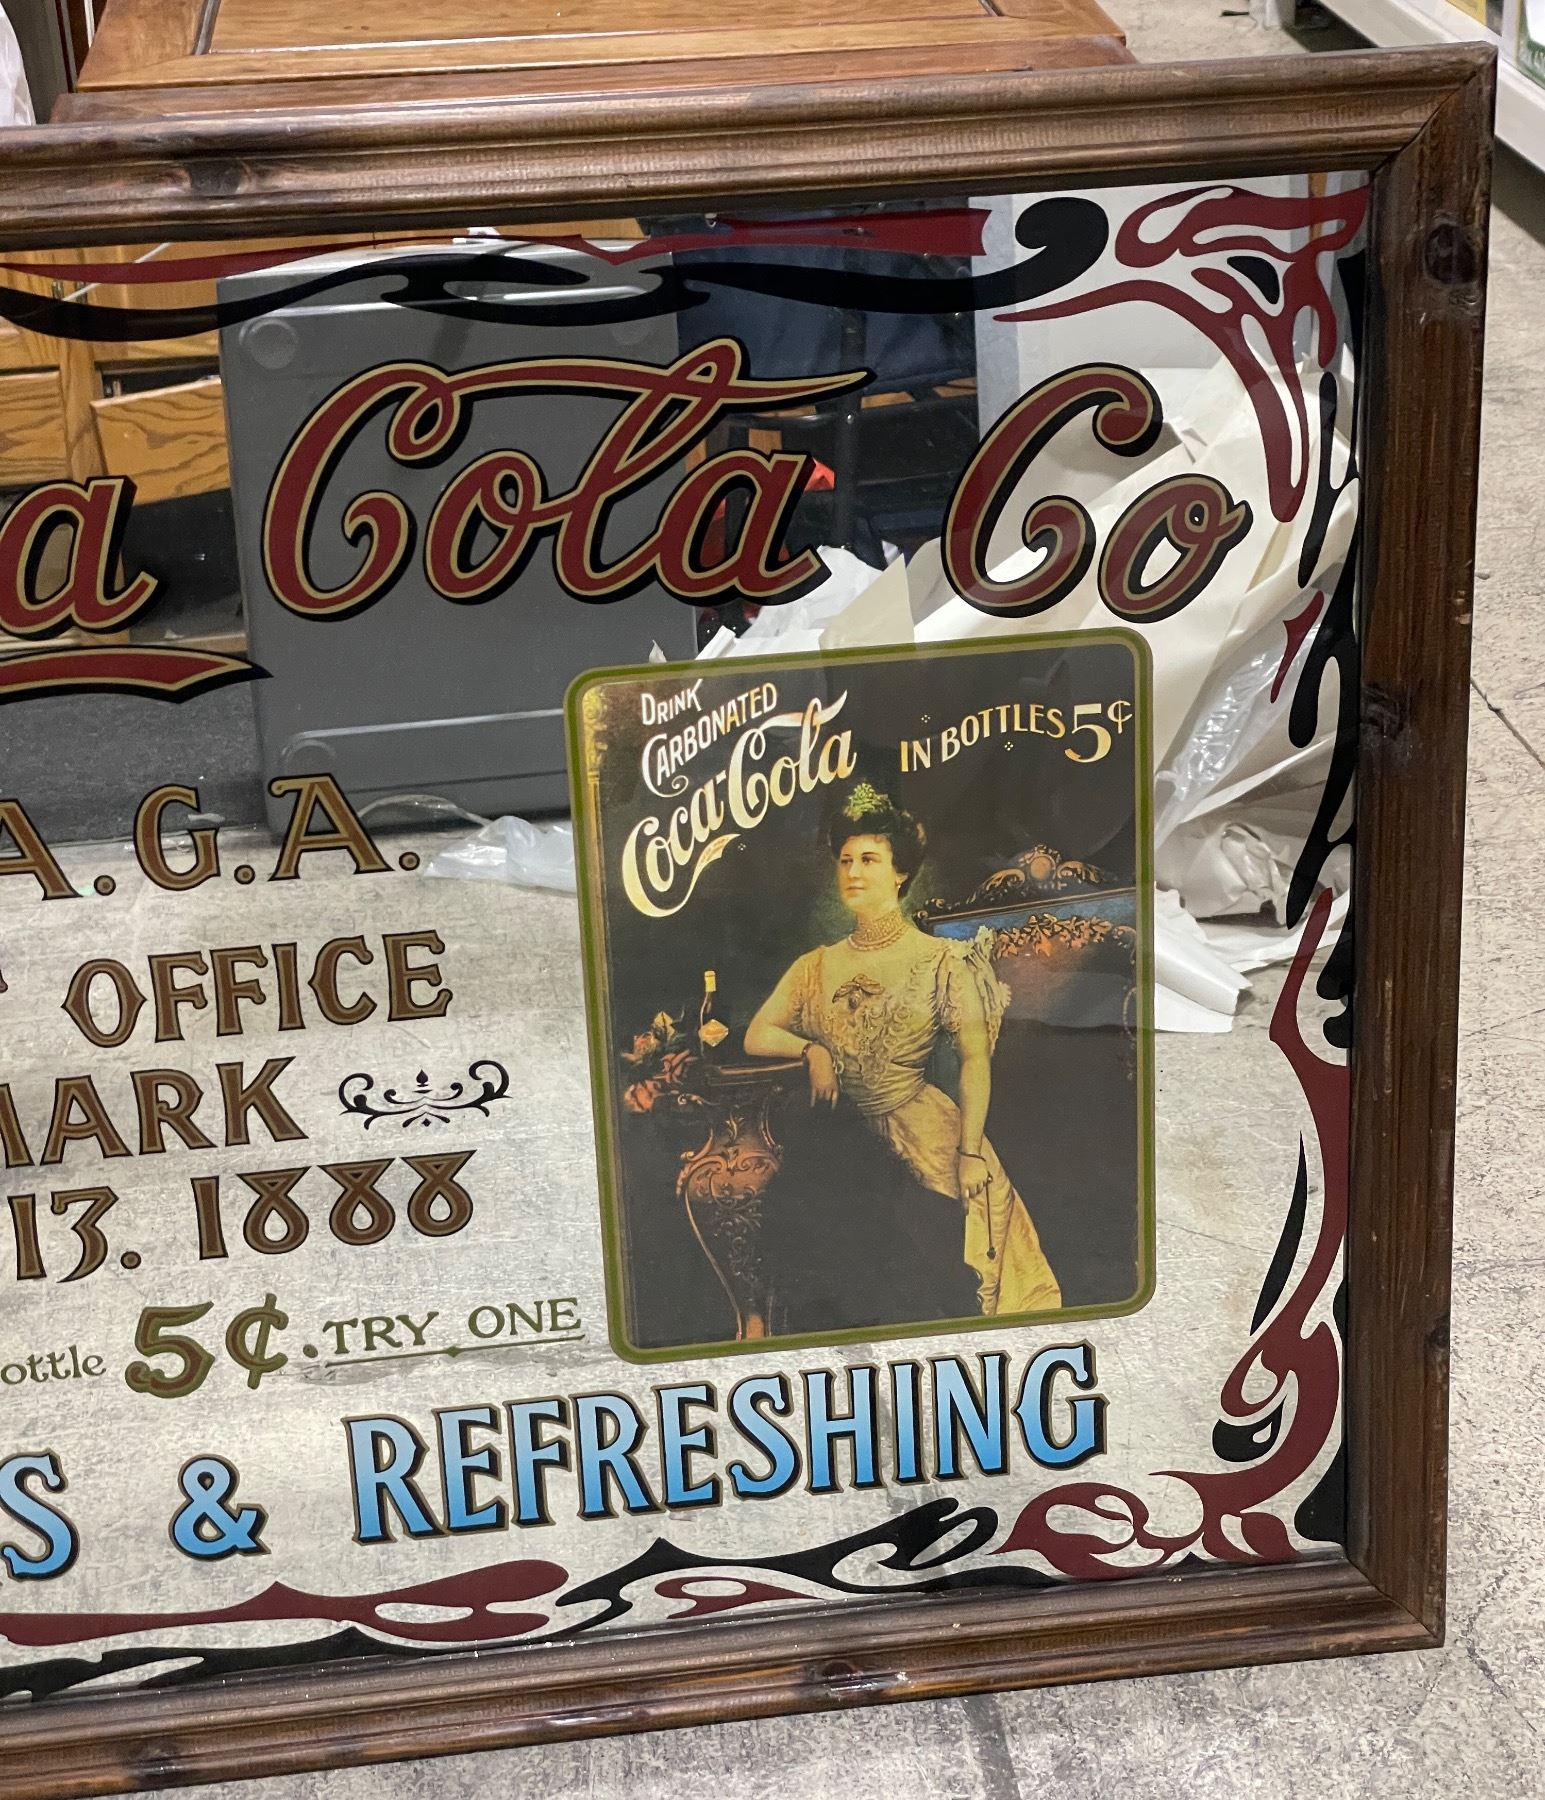 a Cola Co
A.G.A.
OFFICE
MARK
13. 1888
ottle 5¢. TRY ONE
S & REFRESHING
DRINK
CARBONATED
Coca-Cola
IN BOTTLES 5¢